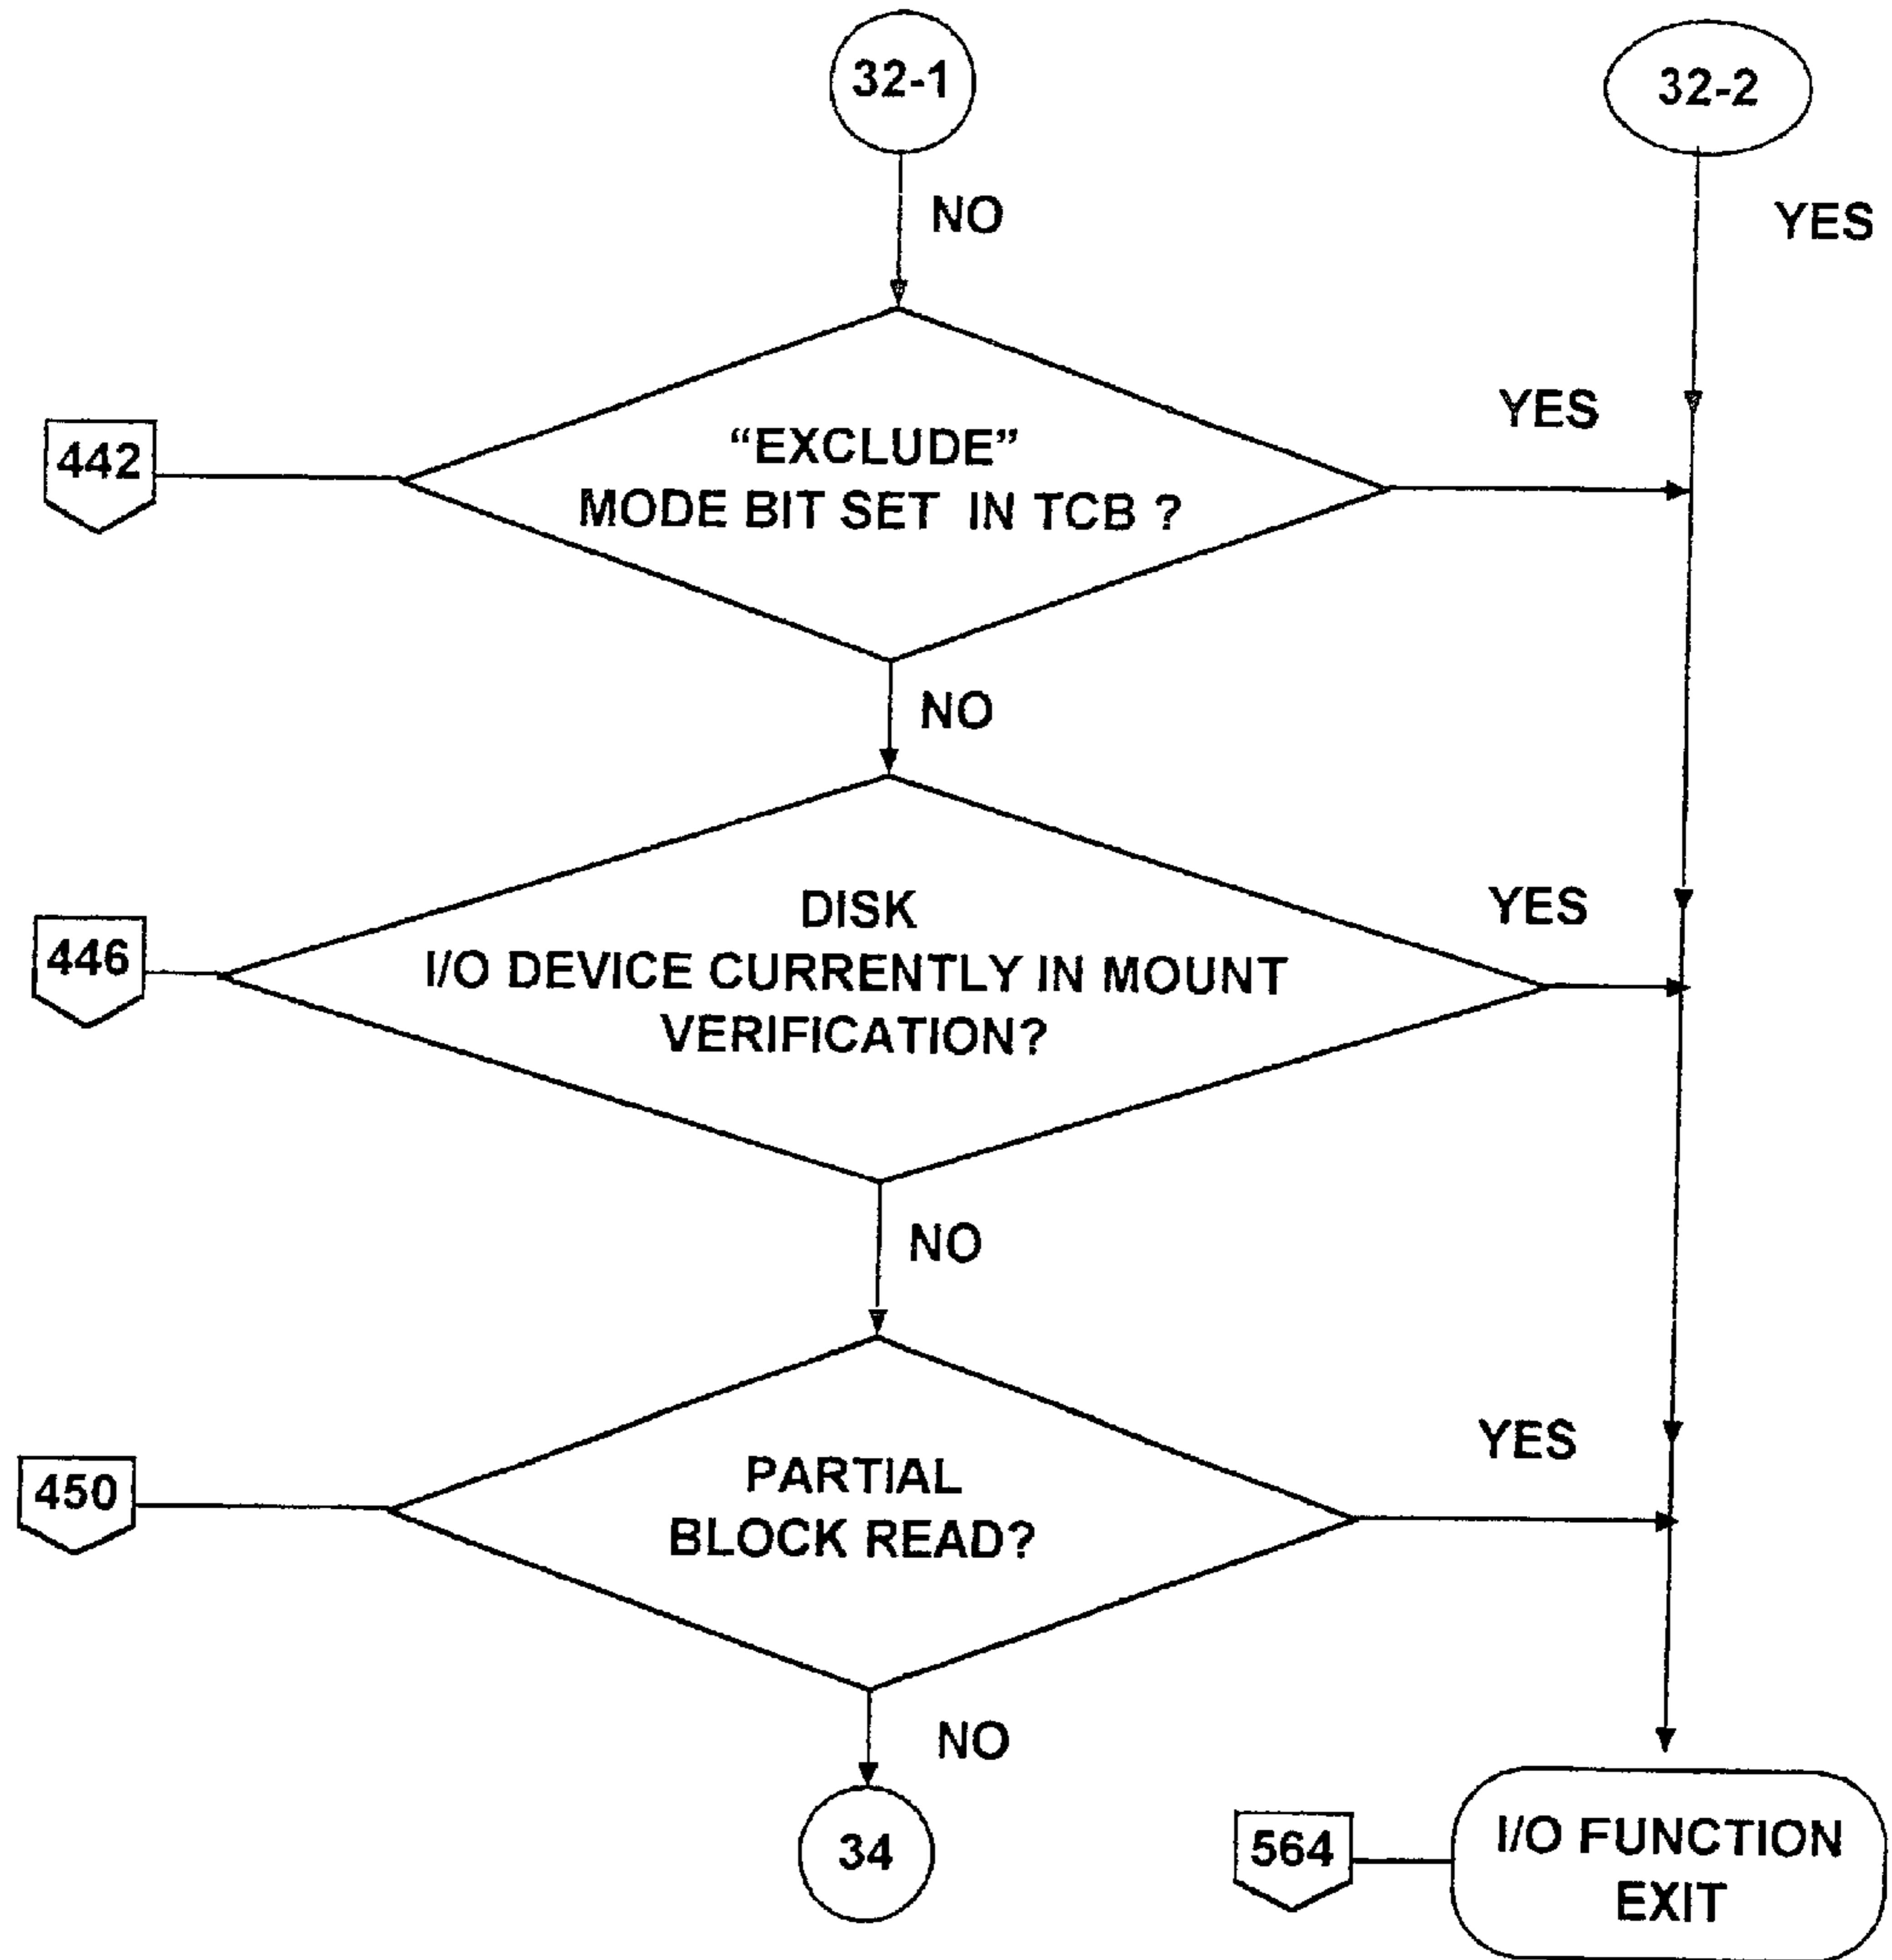 32-1
32-2
NO
YES
442
“EXCLUDE”
MODE BIT SET IN TCB ?
YES
NO
446
DISK
I/O DEVICE CURRENTLY IN MOUNT
VERIFICATION?
YES
NO
450
PARTIAL
BLOCK READ?
YES
NO
34
564
I/O FUNCTION
EXIT